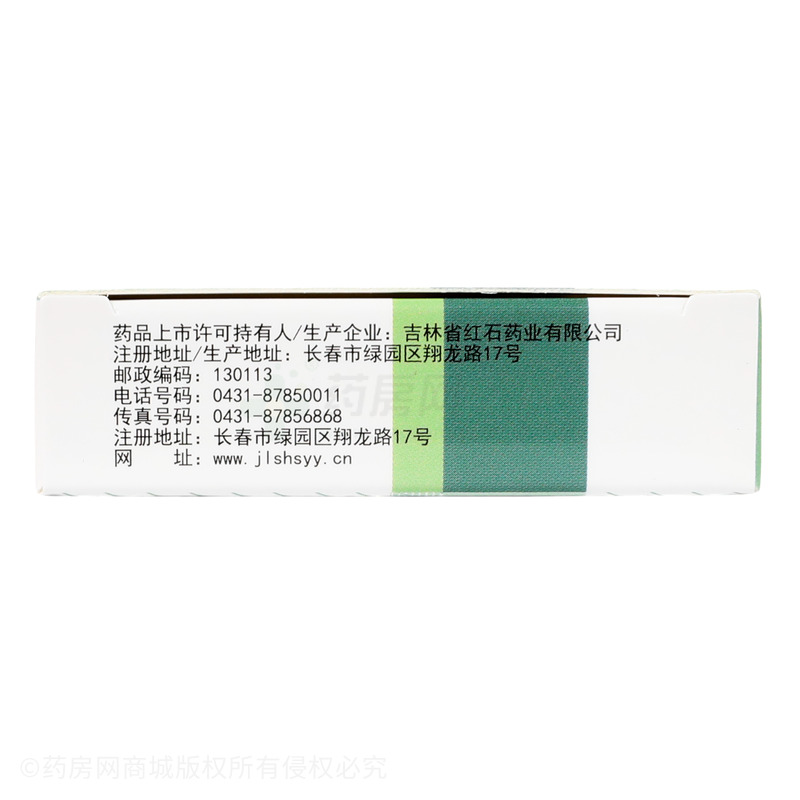 药品上市许可持有人/生产企业：吉林省红石药业有限公司
注册地址/生产地址：长春市绿园区翔龙路17号
邮政编码：130113
电话号码：0431-87850011
传真号码：0431-87856868
注册地址：长春市绿园区翔龙路17号
网　　址：www.jlshsyy.cn
药房网
©药房网商城版权所有侵权必究